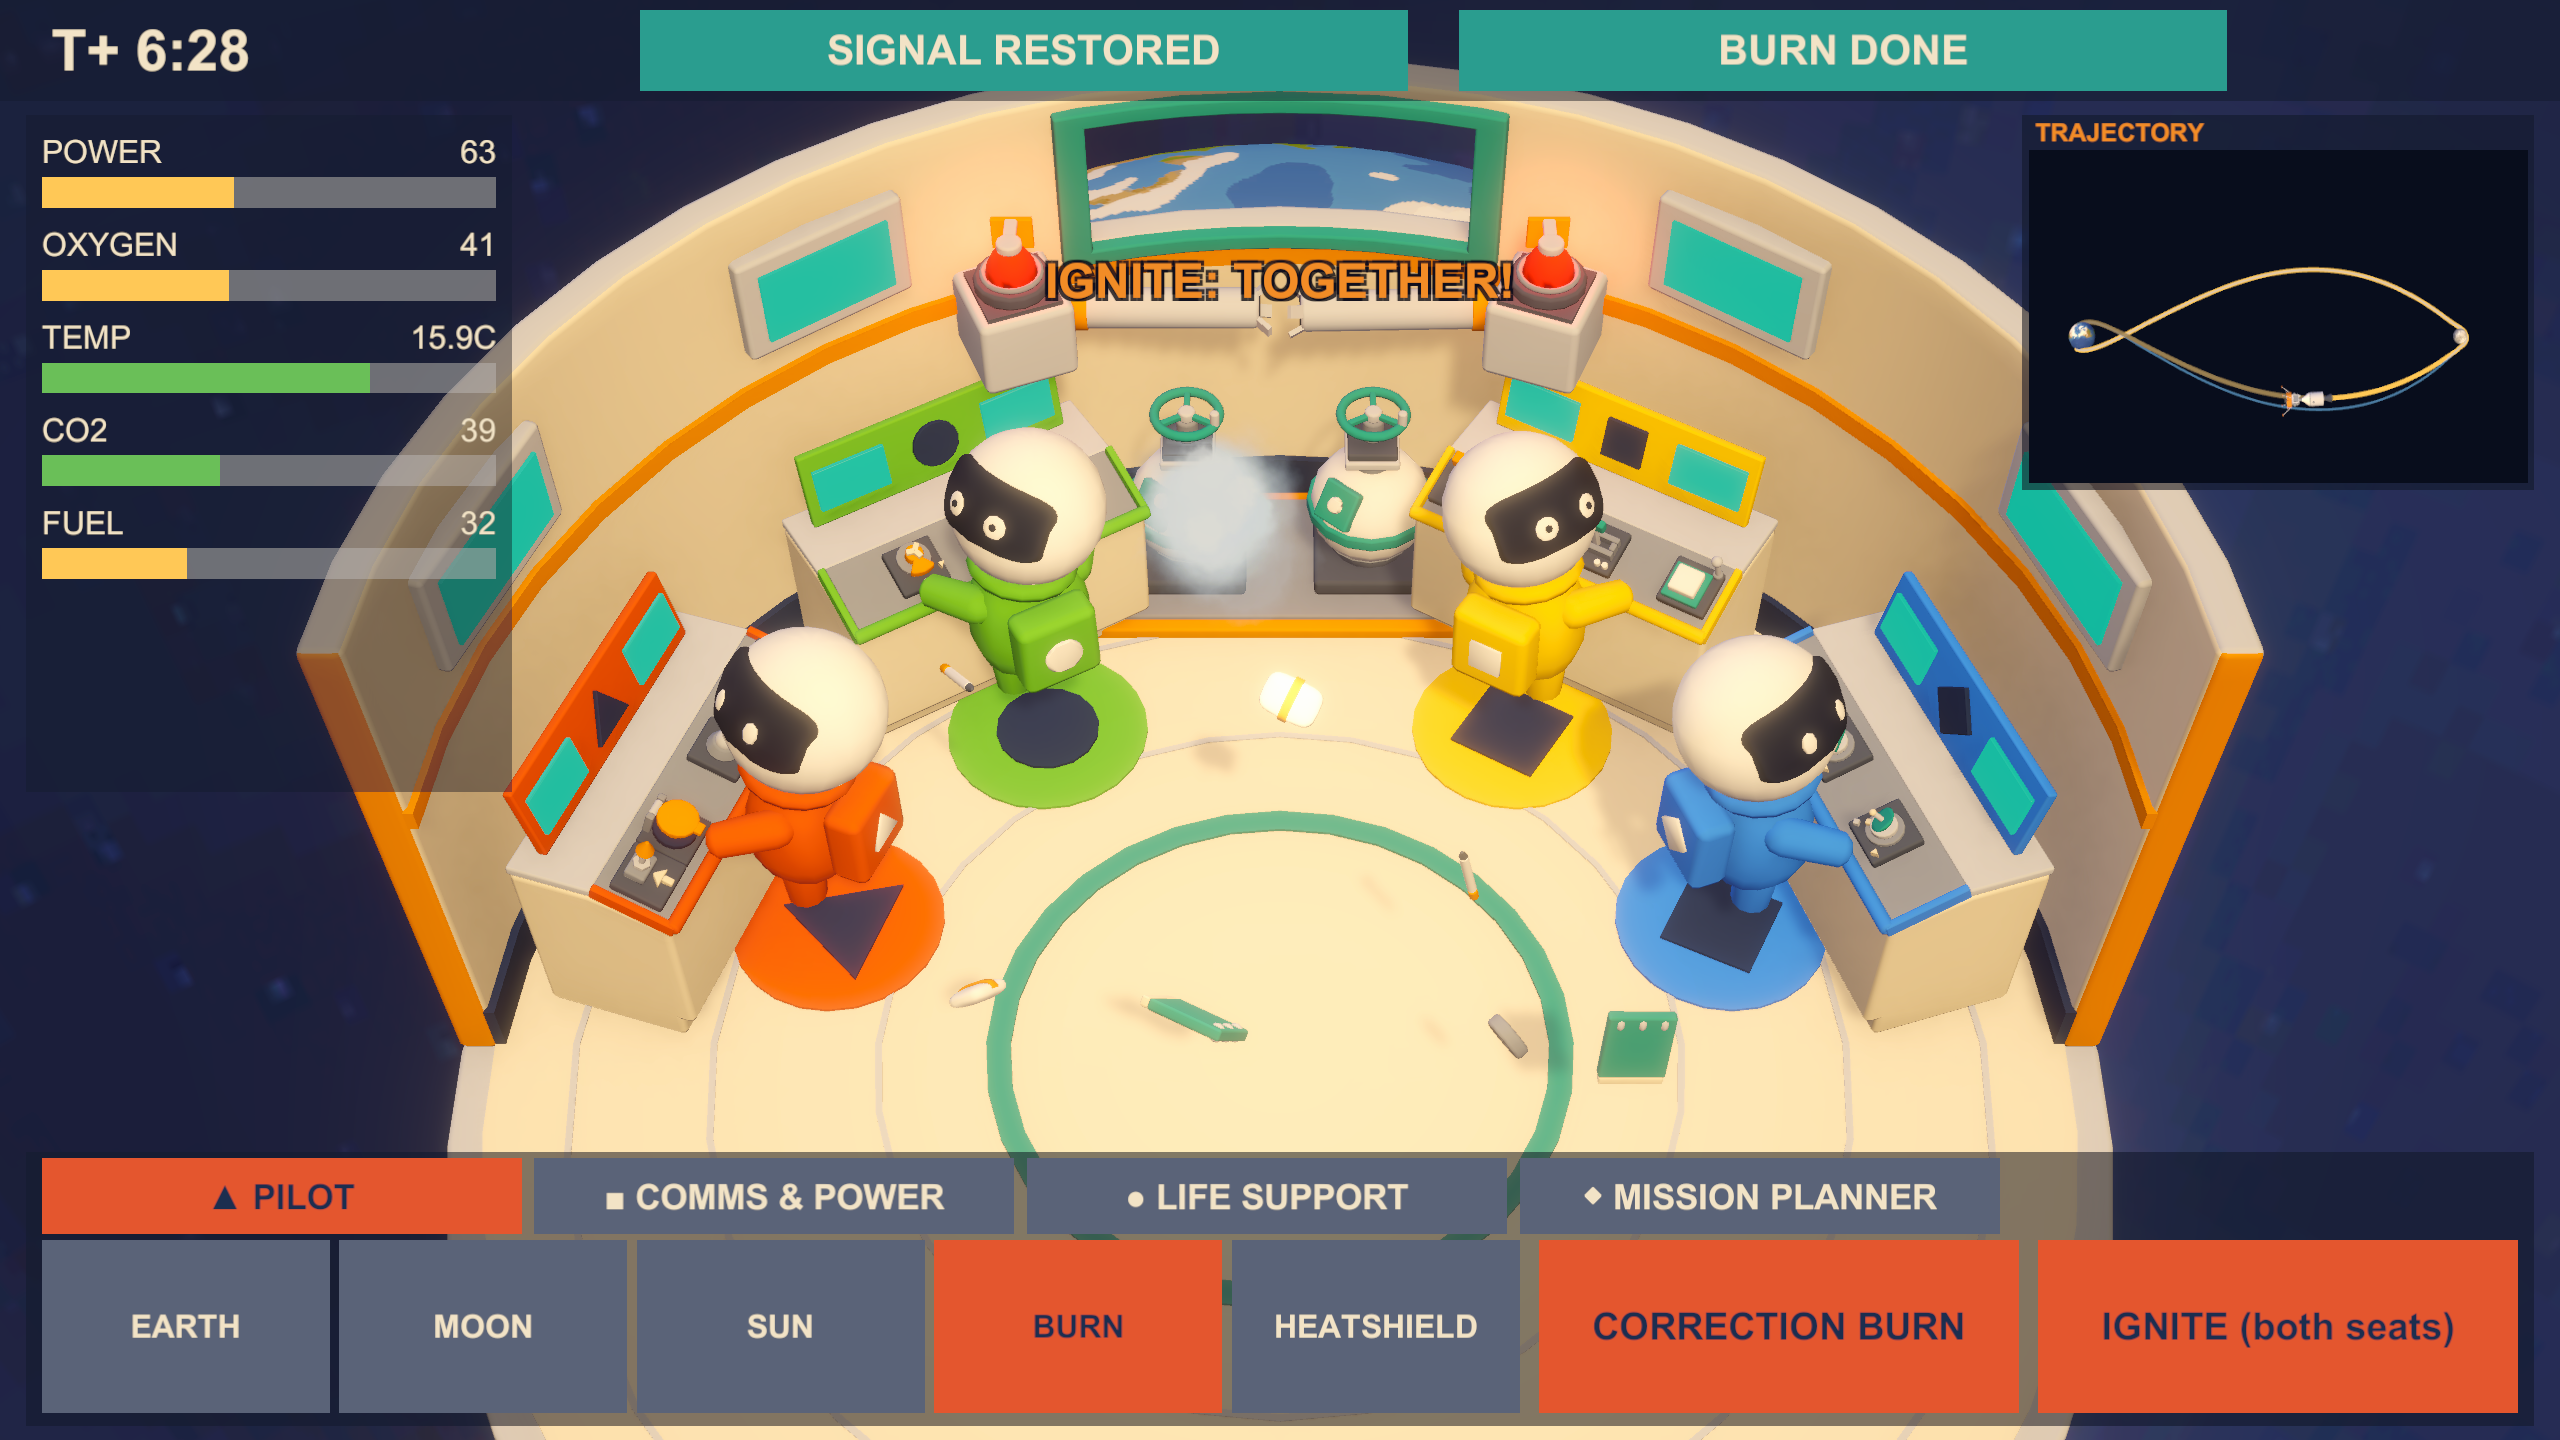 T+ 6:28
SIGNAL RESTORED
BURN DONE
POWER 63
OXYGEN 41
TEMP 15.9C
CO2 39
FUEL 32
TRAJECTORY
IGNITE: TOGETHER!
▲ PILOT
■ COMMS & POWER
● LIFE SUPPORT
◆ MISSION PLANNER
EARTH
MOON
SUN
BURN
HEATSHIELD
CORRECTION BURN
IGNITE (both seats)